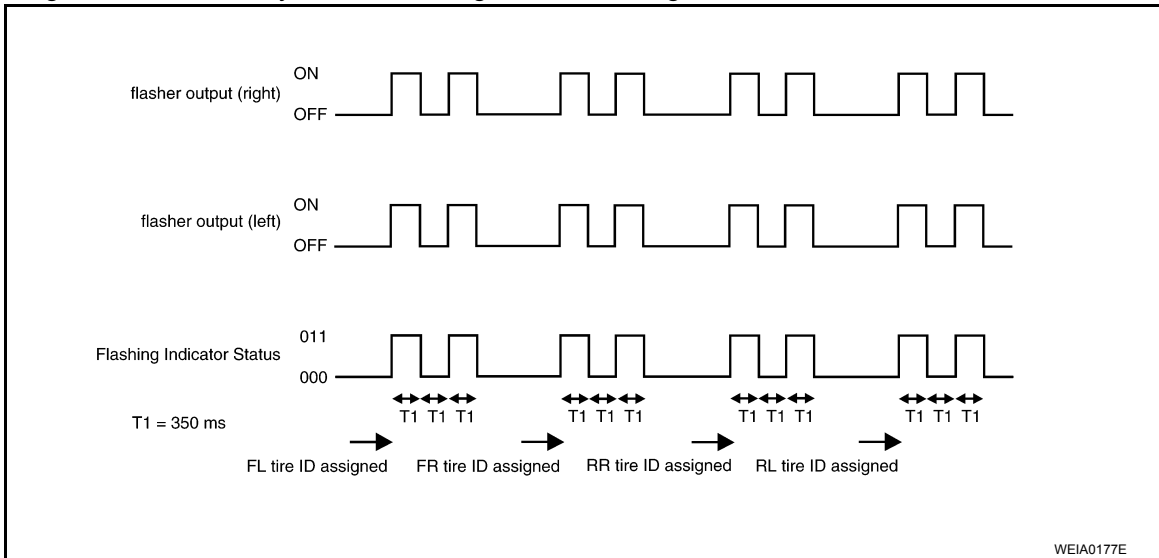 ON
flasher output (right)
OFF
ON
flasher output (left)
OFF
011
Flashing Indicator Status
000
T1 T1 T1 T1 T1 T1 T1 T1 T1 T1 T1 T1
T1 = 350 ms
FL tire ID assigned FR tire ID assigned RR tire ID assigned RL tire ID assigned
WEIA0177E